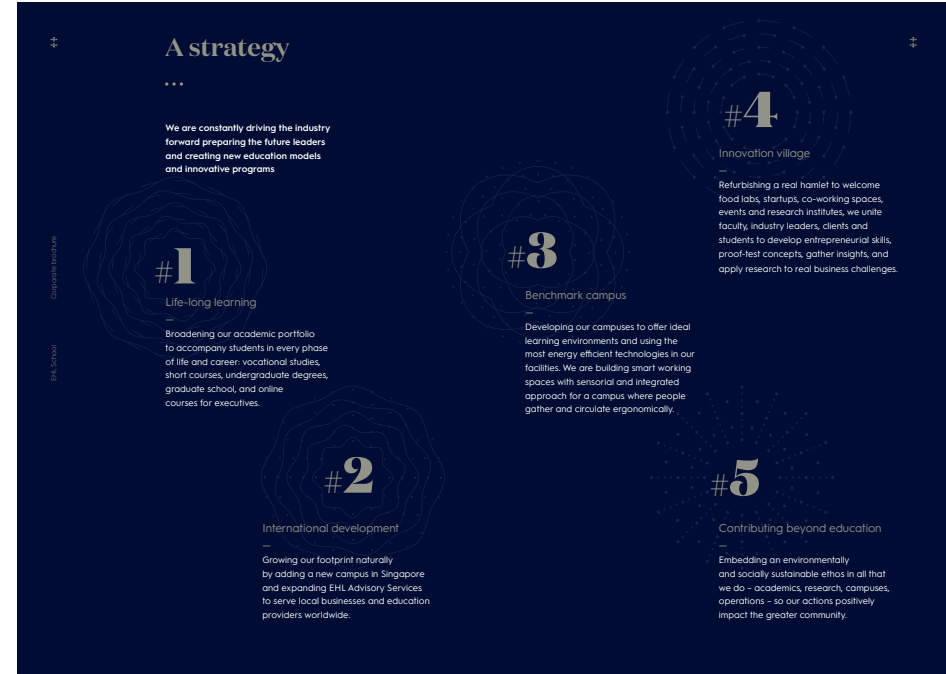 A strategy
...
We are constantly driving the industry
forward preparing the future leaders
and creating new education models
and innovative programs
#1
Life-long learning
—
Broadening our academic portfolio
to accompany students in every phase
of life and career: vocational studies,
short courses, undergraduate degrees,
graduate school, and online
courses for executives.
#2
International development
—
Growing our footprint naturally
by adding a new campus in Singapore
and expanding EHL Advisory Services
to serve local businesses and education
providers worldwide.
#3
Benchmark campus
—
Developing our campuses to offer ideal
learning environments and using the
most energy efficient technologies in our
facilities. We are building smart working
spaces with sensorial and integrated
approach for a campus where people
gather and circulate ergonomically.
#4
Innovation village
—
Refurbishing a real hamlet to welcome
food labs, startups, co-working spaces,
events and research institutes, we unite
faculty, industry leaders, clients and
students to develop entrepreneurial skills,
proof-test concepts, gather insights, and
apply research to real business challenges.
#5
Contributing beyond education
—
Embedding an environmentally
and socially sustainable ethos in all that
we do – academics, research, campuses,
operations – so our actions positively
impact the greater community.
Corporate brochure
EHL School